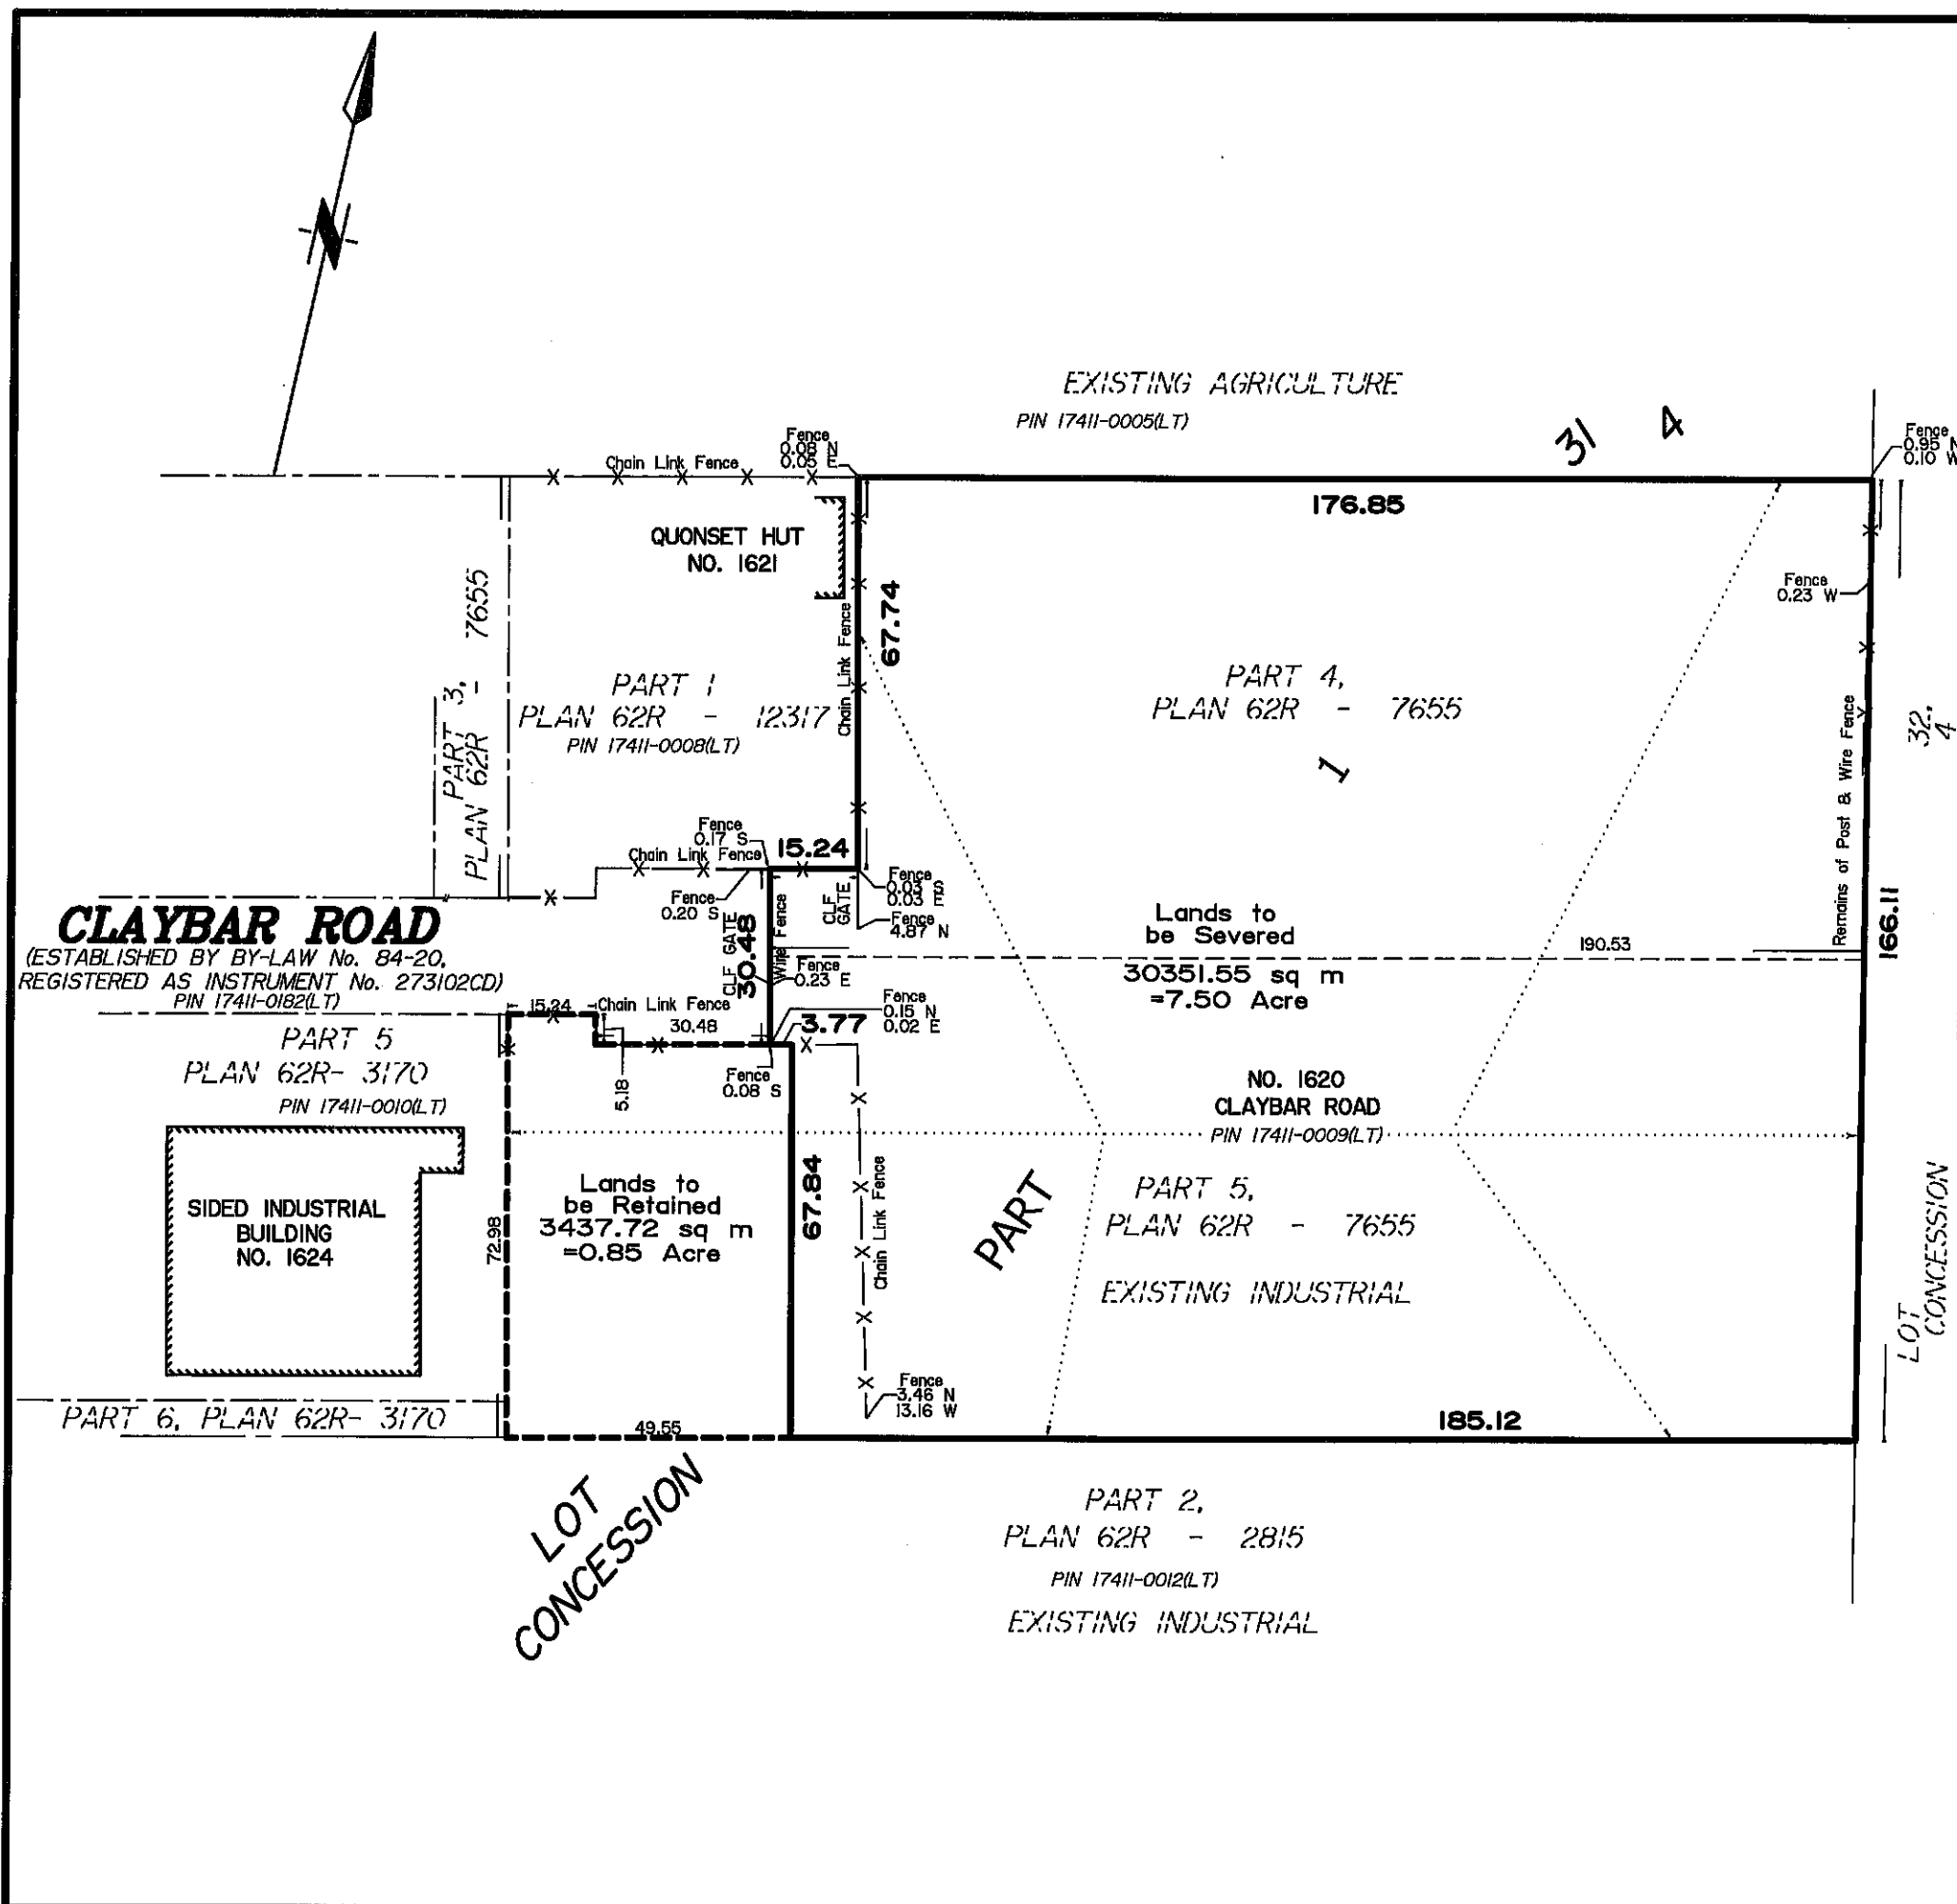 N
EXISTING AGRICULTURE
PIN 17411-0005(LT)
31 4
Fence
0.95 N
0.10 W
Fence
0.08 N
0.05 E
Chain Link Fence
176.85
QUONSET HUT
NO. 1621
Fence
0.23 W
67.74
Chain Link Fence
PART 3,
PLAN 62R - 7655
PART 1
PLAN 62R - 12317
PIN 17411-0008(LT)
PART 4,
PLAN 62R - 7655
1
Remains of Post & Wire Fence
32,
4
Fence
0.17 S
15.24
Chain Link Fence
Fence
0.20 S
CLF
GATE
Fence
0.03 S
0.03 E
Fence
4.87 N
CLAYBAR ROAD
(ESTABLISHED BY BY-LAW No. 84-20,
REGISTERED AS INSTRUMENT No. 273102CD)
PIN 17411-0182(LT)
CLF GATE
30.48
Wire Fence
Fence
0.23 E
Lands to
be Severed
30351.55 sq m
=7.50 Acre
190.53
166.11
15.24
Chain Link Fence
30.48
Fence
0.15 N
0.02 E
3.77
5.18
Fence
0.08 S
PART 5
PLAN 62R- 3170
PIN 17411-0010(LT)
NO. 1620
CLAYBAR ROAD
PIN 17411-0009(LT)
SIDED INDUSTRIAL
BUILDING
NO. 1624
72.98
Lands to
be Retained
3437.72 sq m
=0.85 Acre
67.84
Chain Link Fence
PART
PART 5,
PLAN 62R - 7655
EXISTING INDUSTRIAL
LOT
CONCESSION
Fence
3.46 N
13.16 W
PART 6, PLAN 62R- 3170
49.55
185.12
LOT
CONCESSION
PART 2,
PLAN 62R - 2815
PIN 17411-0012(LT)
EXISTING INDUSTRIAL